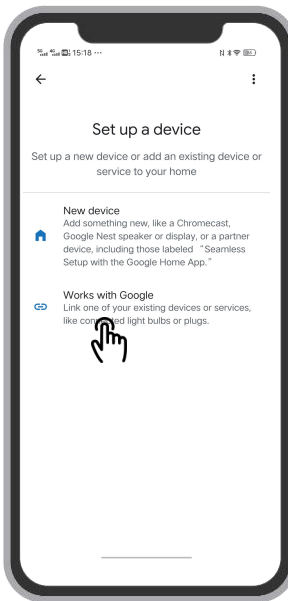 5G 4G 15:18 ···
Set up a device
Set up a new device or add an existing device or
service to your home
New device
Add something new, like a Chromecast,
Google Nest speaker or display, or a partner
device, including those labeled “Seamless
Setup with the Google Home App.”
Works with Google
Link one of your existing devices or services,
like light bulbs or plugs.